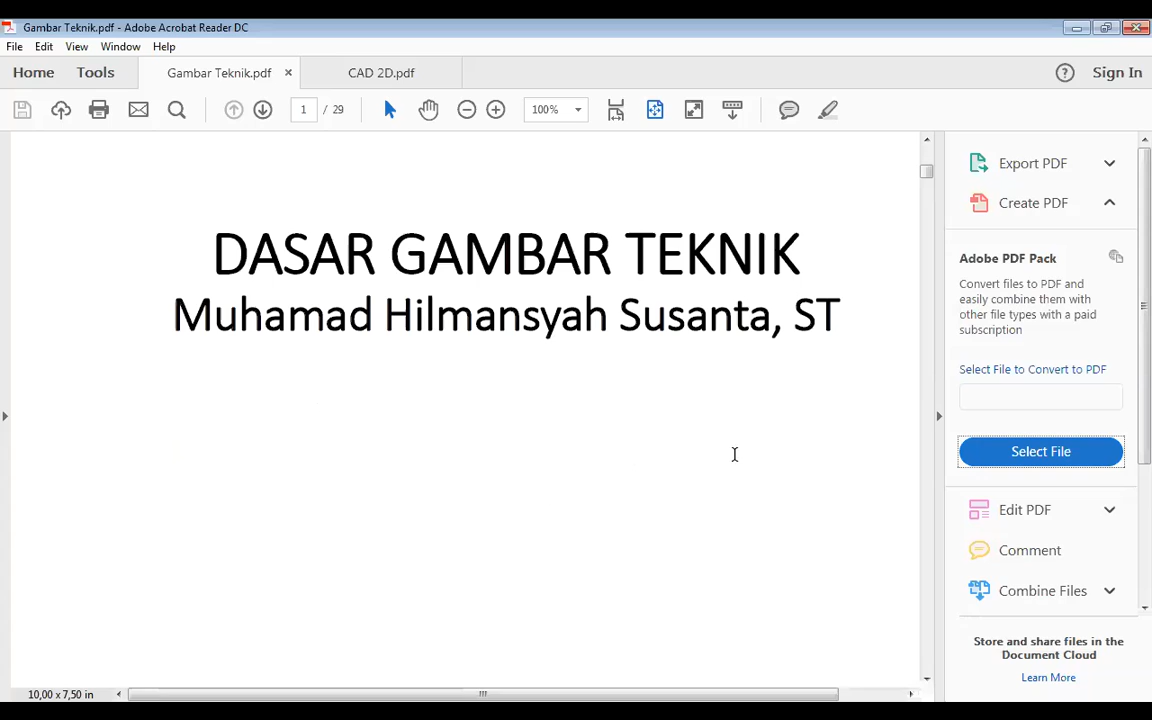 Gambar Teknik.pdf - Adobe Acrobat Reader DC
File Edit View Window Help
Home Tools Gambar Teknik.pdf × CAD 2D.pdf Sign In
1 / 29 100%
DASAR GAMBAR TEKNIK
Muhamad Hilmansyah Susanta, ST
10,00 x 7,50 in
Export PDF
Create PDF
Adobe PDF Pack
Convert files to PDF and
easily combine them with
other file types with a paid
subscription
Select File to Convert to PDF
Select File
Edit PDF
Comment
Combine Files
Store and share files in the
Document Cloud
Learn More